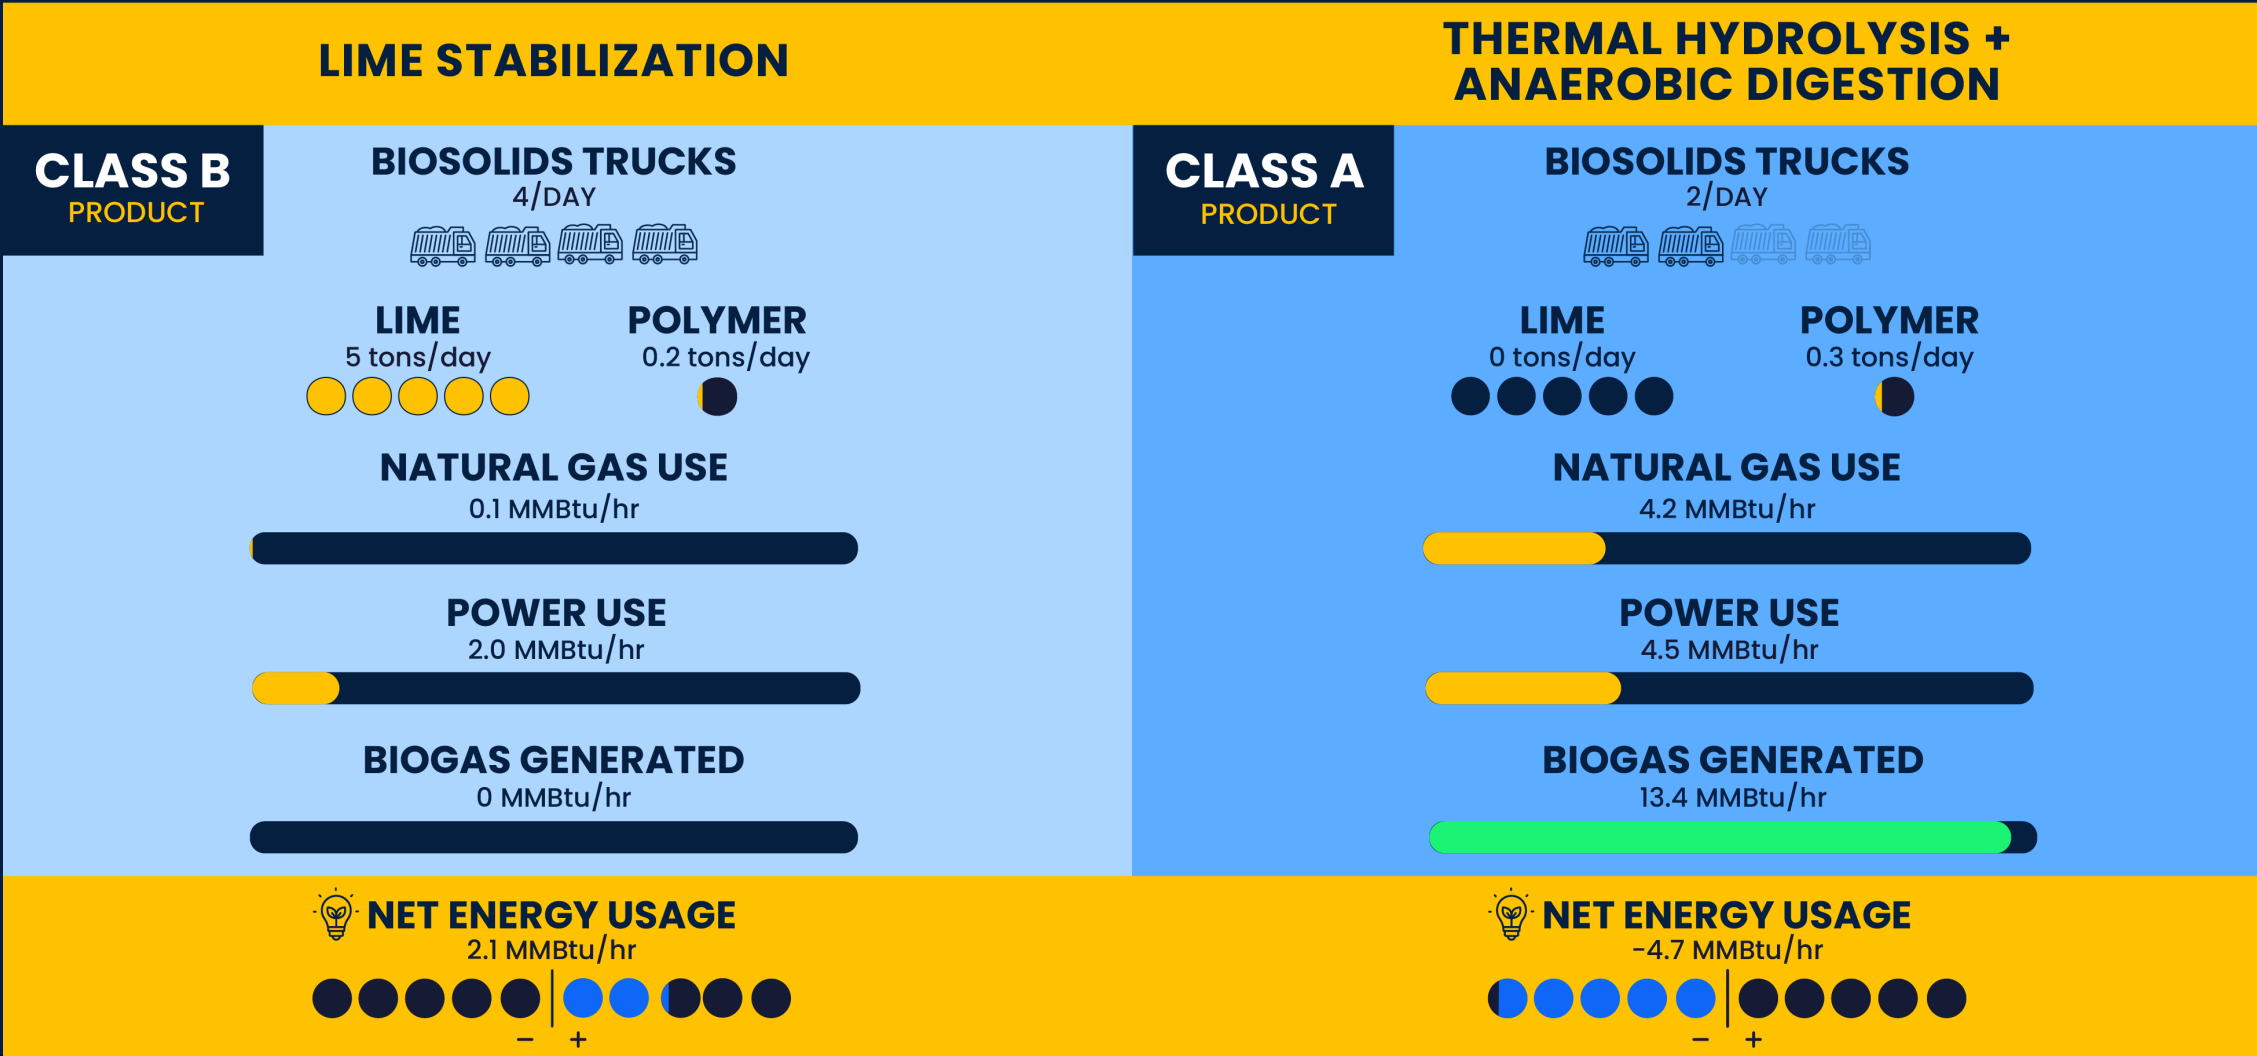 LIME STABILIZATION
CLASS B
PRODUCT
BIOSOLIDS TRUCKS
4/DAY
LIME
5 tons/day
POLYMER
0.2 tons/day
NATURAL GAS USE
0.1 MMBtu/hr
POWER USE
2.0 MMBtu/hr
BIOGAS GENERATED
0 MMBtu/hr
NET ENERGY USAGE
2.1 MMBtu/hr
− +
THERMAL HYDROLYSIS +
ANAEROBIC DIGESTION
CLASS A
PRODUCT
BIOSOLIDS TRUCKS
2/DAY
LIME
0 tons/day
POLYMER
0.3 tons/day
NATURAL GAS USE
4.2 MMBtu/hr
POWER USE
4.5 MMBtu/hr
BIOGAS GENERATED
13.4 MMBtu/hr
NET ENERGY USAGE
-4.7 MMBtu/hr
− +